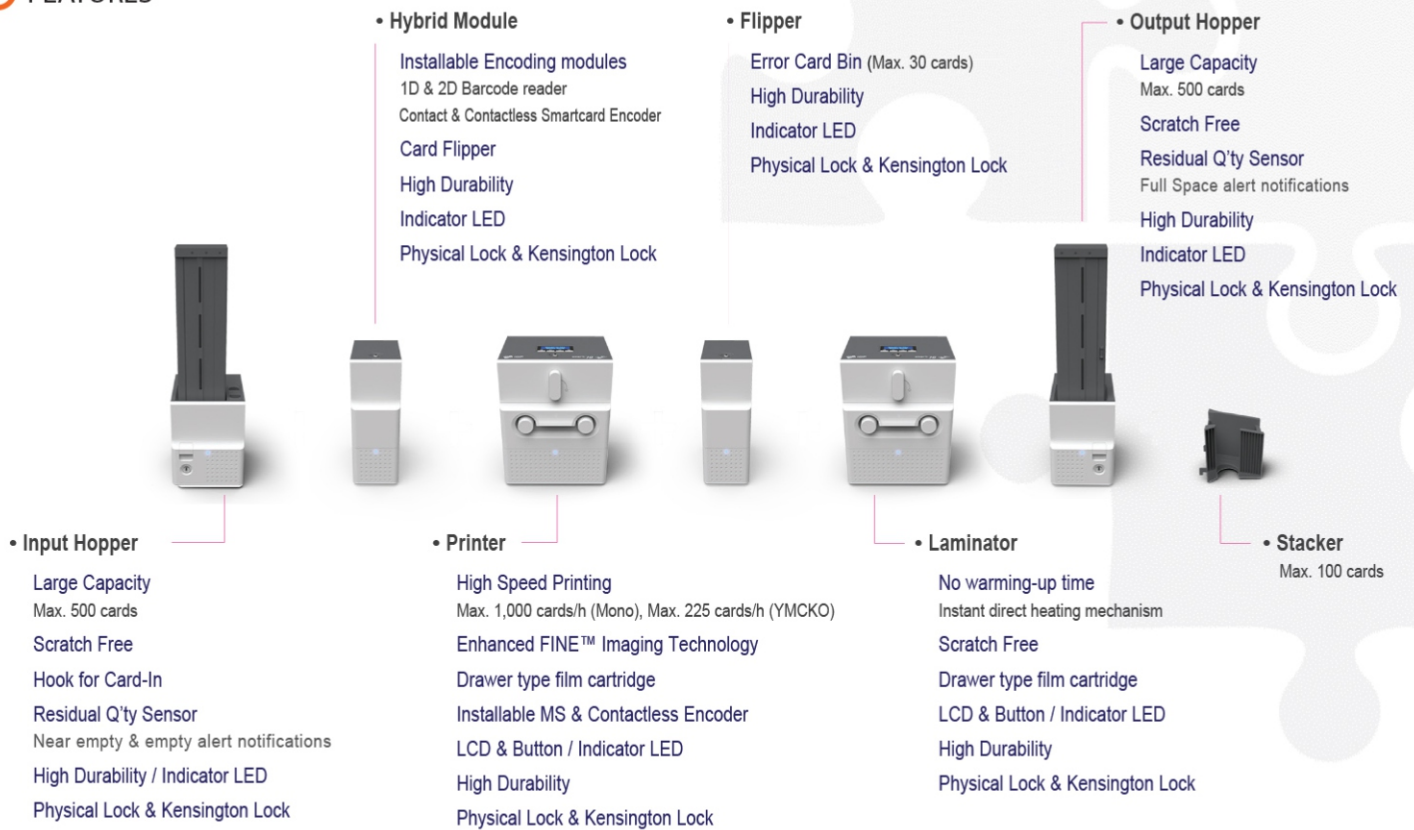 FEATURES
• Hybrid Module
Installable Encoding modules
1D & 2D Barcode reader
Contact & Contactless Smartcard Encoder
Card Flipper
High Durability
Indicator LED
Physical Lock & Kensington Lock
• Flipper
Error Card Bin (Max. 30 cards)
High Durability
Indicator LED
Physical Lock & Kensington Lock
• Output Hopper
Large Capacity
Max. 500 cards
Scratch Free
Residual Q’ty Sensor
Full Space alert notifications
High Durability
Indicator LED
Physical Lock & Kensington Lock
• Input Hopper
Large Capacity
Max. 500 cards
Scratch Free
Hook for Card-In
Residual Q’ty Sensor
Near empty & empty alert notifications
High Durability / Indicator LED
Physical Lock & Kensington Lock
• Printer
High Speed Printing
Max. 1,000 cards/h (Mono), Max. 225 cards/h (YMCKO)
Enhanced FINE™ Imaging Technology
Drawer type film cartridge
Installable MS & Contactless Encoder
LCD & Button / Indicator LED
High Durability
Physical Lock & Kensington Lock
• Laminator
No warming-up time
Instant direct heating mechanism
Scratch Free
Drawer type film cartridge
LCD & Button / Indicator LED
High Durability
Physical Lock & Kensington Lock
• Stacker
Max. 100 cards